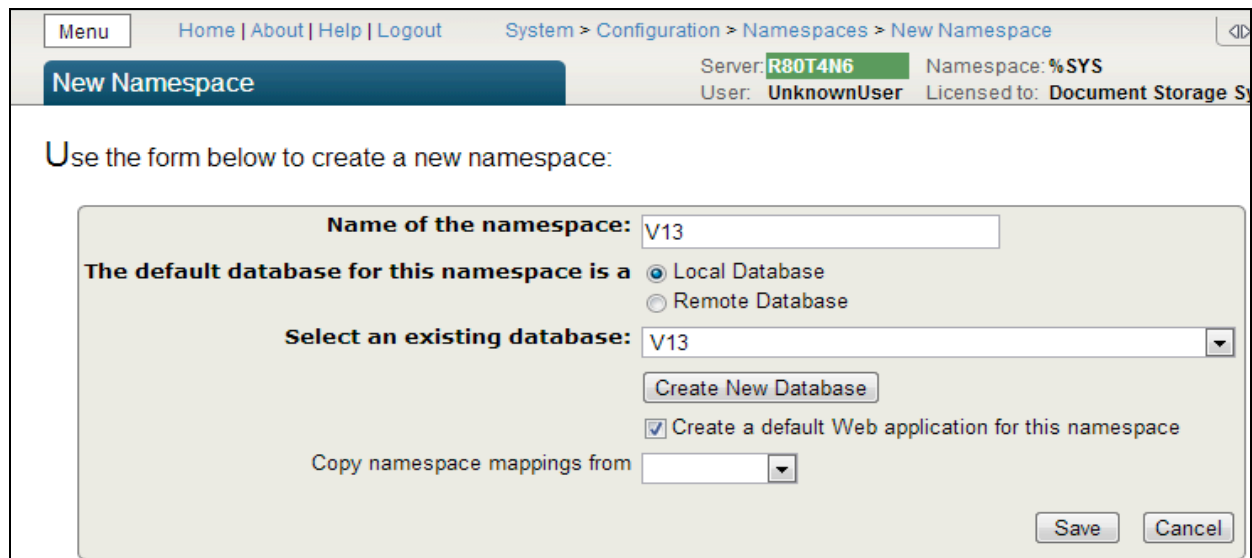 Menu Home | About | Help | Logout System > Configuration > Namespaces > New Namespace
New Namespace
Server: R80T4N6 Namespace: %SYS
User: UnknownUser Licensed to: Document Storage
Use the form below to create a new namespace:
Name of the namespace: V13
The default database for this namespace is a Local Database
Remote Database
Select an existing database: V13
Create New Database
Create a default Web application for this namespace
Copy namespace mappings from
Save Cancel